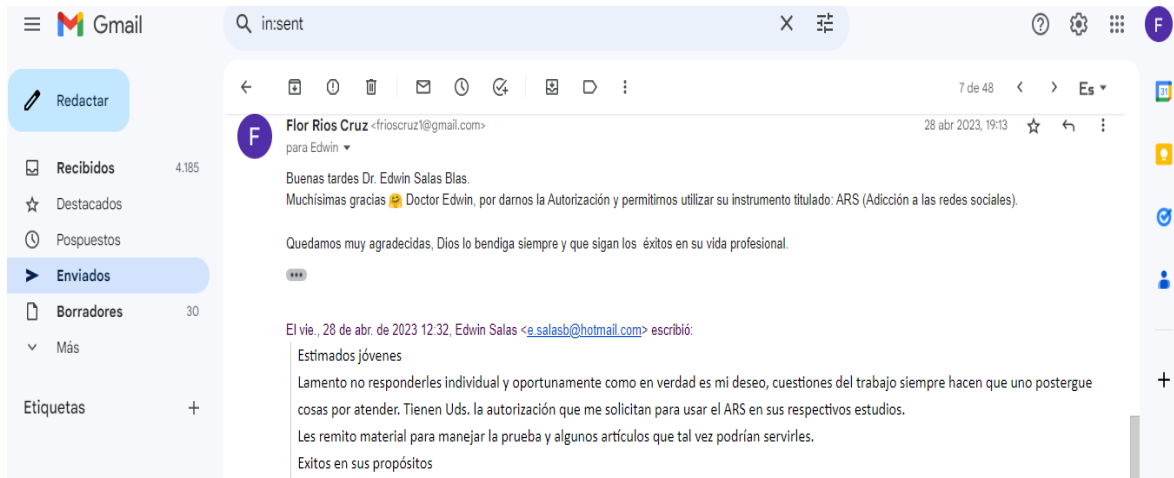 Gmail
in:sent
F
Redactar
7 de 48
Es
31
F
Flor Rios Cruz <frioscruz1@gmail.com>
28 abr 2023, 19:13
para Edwin
Recibidos 4.185
Destacados
Pospuestos
Enviados
Borradores 30
Más
Etiquetas
Buenas tardes Dr. Edwin Salas Blas.
Muchísimas gracias 🤗 Doctor Edwin, por darnos la Autorización y permitirnos utilizar su instrumento titulado: ARS (Adicción a las redes sociales).
Quedamos muy agradecidas, Dios lo bendiga siempre y que sigan los éxitos en su vida profesional.
El vie., 28 de abr. de 2023 12:32, Edwin Salas <e.salasb@hotmail.com> escribió:
Estimados jóvenes
Lamento no responderles individual y oportunamente como en verdad es mi deseo, cuestiones del trabajo siempre hacen que uno postergue
cosas por atender. Tienen Uds. la autorización que me solicitan para usar el ARS en sus respectivos estudios.
Les remito material para manejar la prueba y algunos artículos que tal vez podrían servirles.
Exitos en sus propósitos